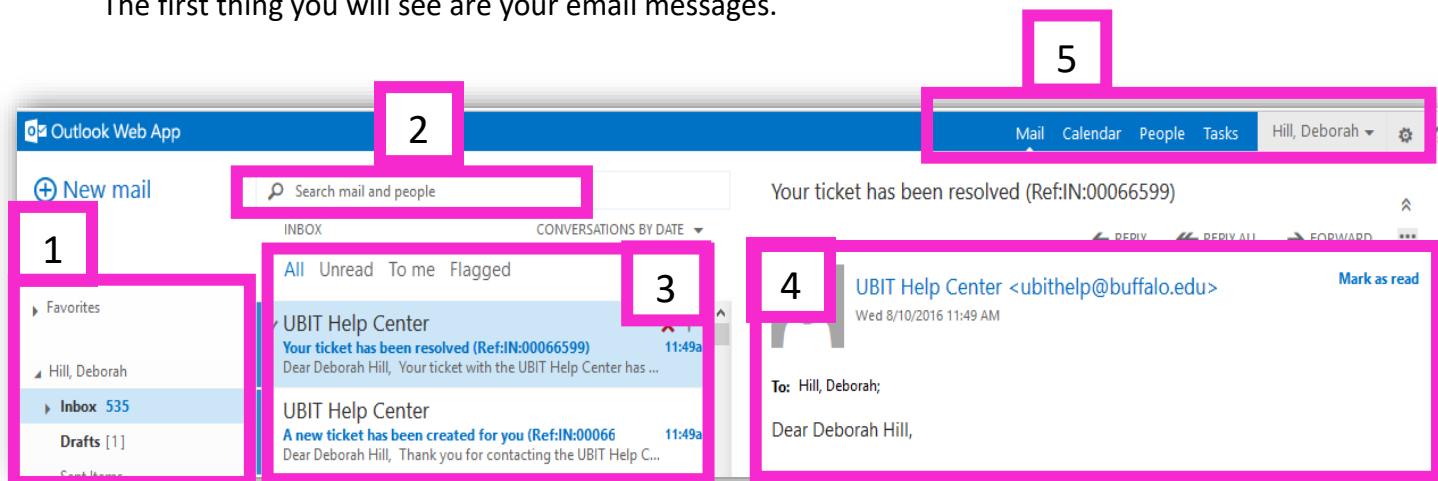 The first thing you will see are your email messages.
5
2
Outlook Web App
Mail Calendar People Tasks Hill, Deborah
New mail
Search mail and people
Your ticket has been resolved (Ref:IN:00066599)
1
INBOX CONVERSATIONS BY DATE
REPLY REPLY ALL FORWARD
All Unread To me Flagged
3
4
Favorites
UBIT Help Center
Your ticket has been resolved (Ref:IN:00066599) 11:49a
Dear Deborah Hill, Your ticket with the UBIT Help Center has ...
UBIT Help Center <ubithelp@buffalo.edu>
Mark as read
Wed 8/10/2016 11:49 AM
Hill, Deborah
Inbox 535
Drafts [1]
Sent Items
UBIT Help Center
A new ticket has been created for you (Ref:IN:00066 11:49a
Dear Deborah Hill, Thank you for contacting the UBIT Help C...
To: Hill, Deborah;
Dear Deborah Hill,